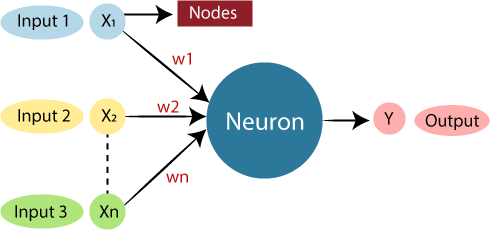 Input 1
X₁
Nodes
w1
Input 2
X₂
w2
Neuron
Y
Output
wn
Input 3
Xn